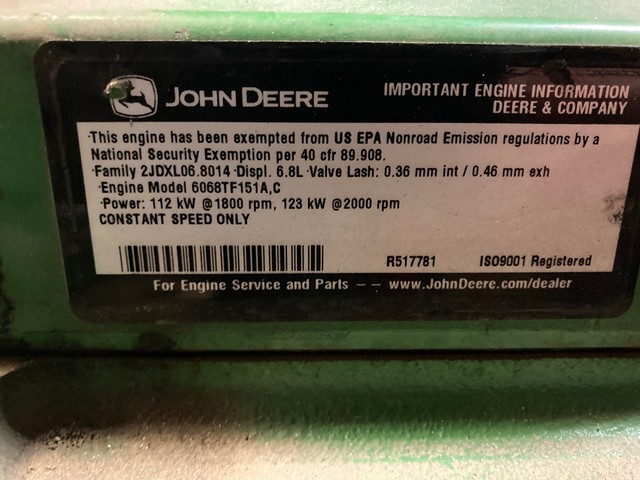 JOHN DEERE
IMPORTANT ENGINE INFORMATION
DEERE & COMPANY
·This engine has been exempted from US EPA Nonroad Emission regulations by a
National Security Exemption per 40 cfr 89.908.
·Family 2JDXL06.8014 ·Displ. 6.8L ·Valve Lash: 0.36 mm int / 0.46 mm exh
·Engine Model 6068TF151A,C
·Power: 112 kW @1800 rpm, 123 kW @2000 rpm
CONSTANT SPEED ONLY
R517781 ISO9001 Registered
For Engine Service and Parts -- www.JohnDeere.com/dealer